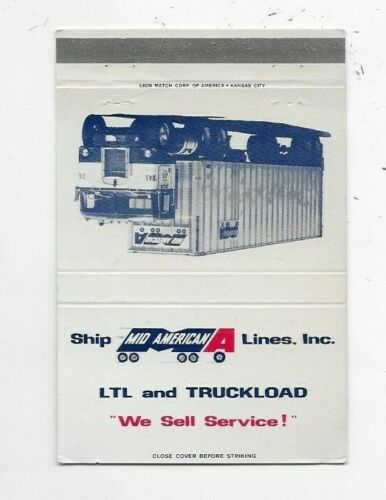 LION MATCH CORP. OF AMERICA • KANSAS CITY
Ship MID AMERICAN A Lines, Inc.
LTL and TRUCKLOAD
"We Sell Service!"
CLOSE COVER BEFORE STRIKING